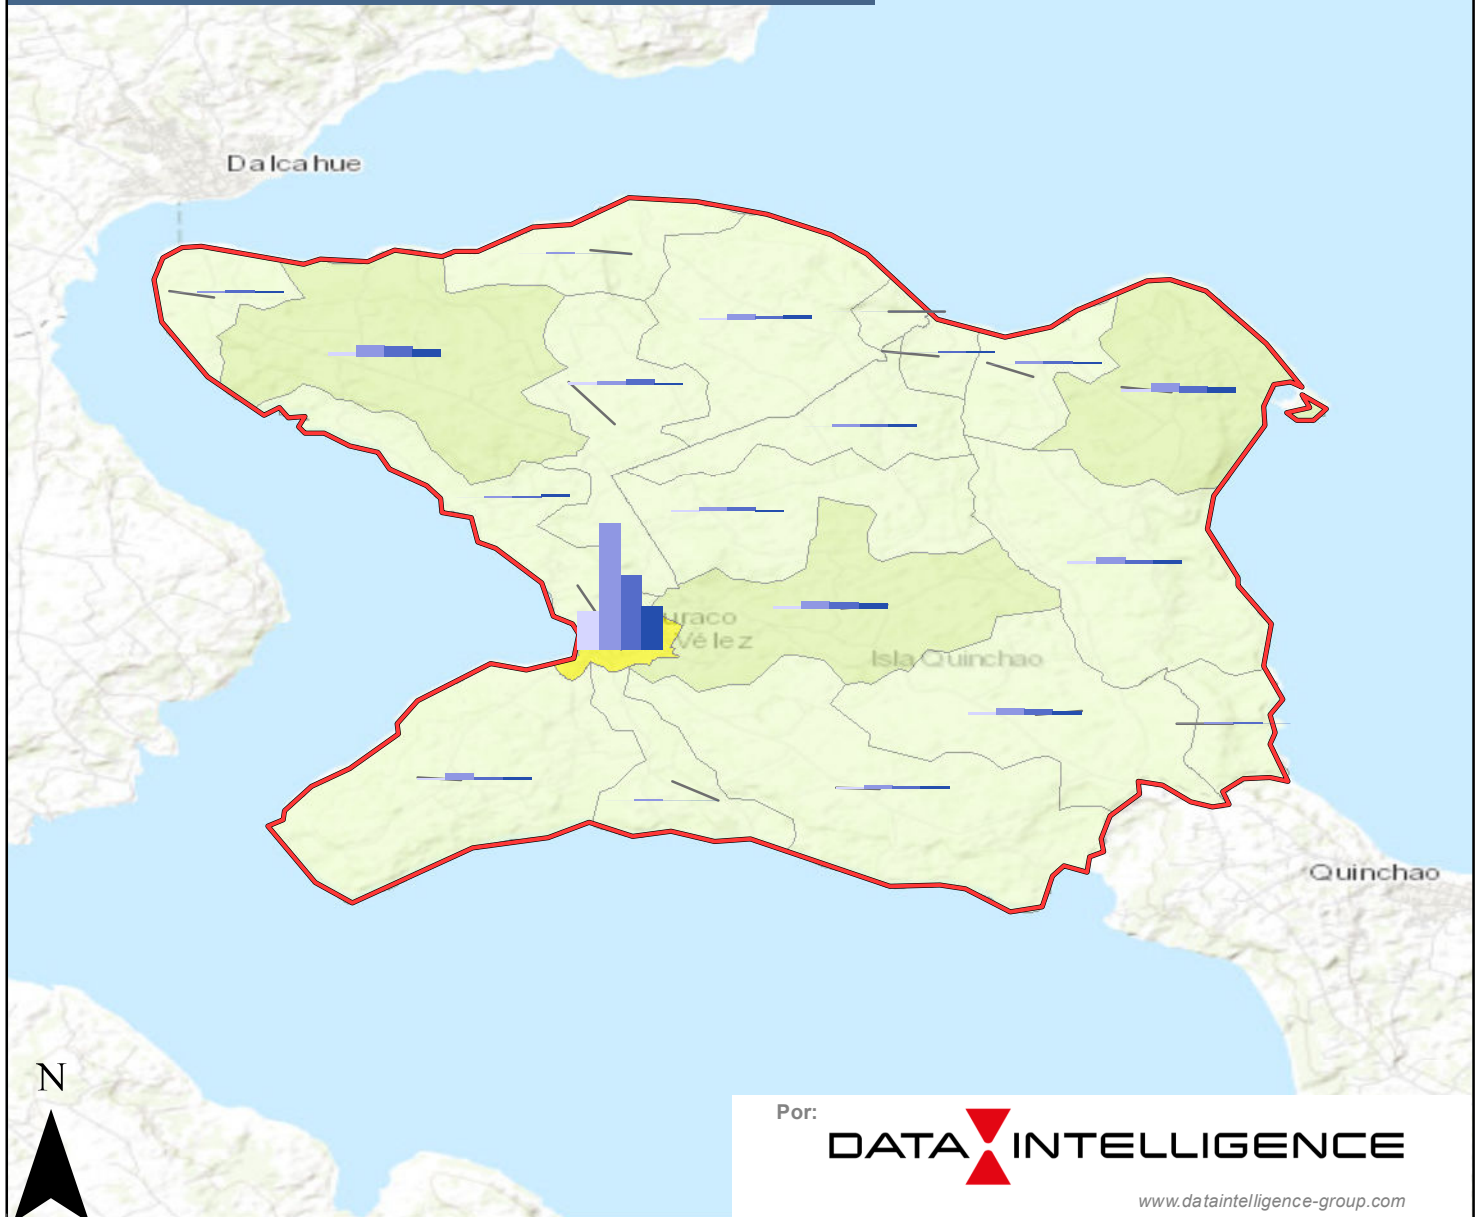 Dalcahue
uraco
Vélez
Isla Quinchao
Quinchao
N
Por:
DATA INTELLIGENCE
www.dataintelligence-group.com